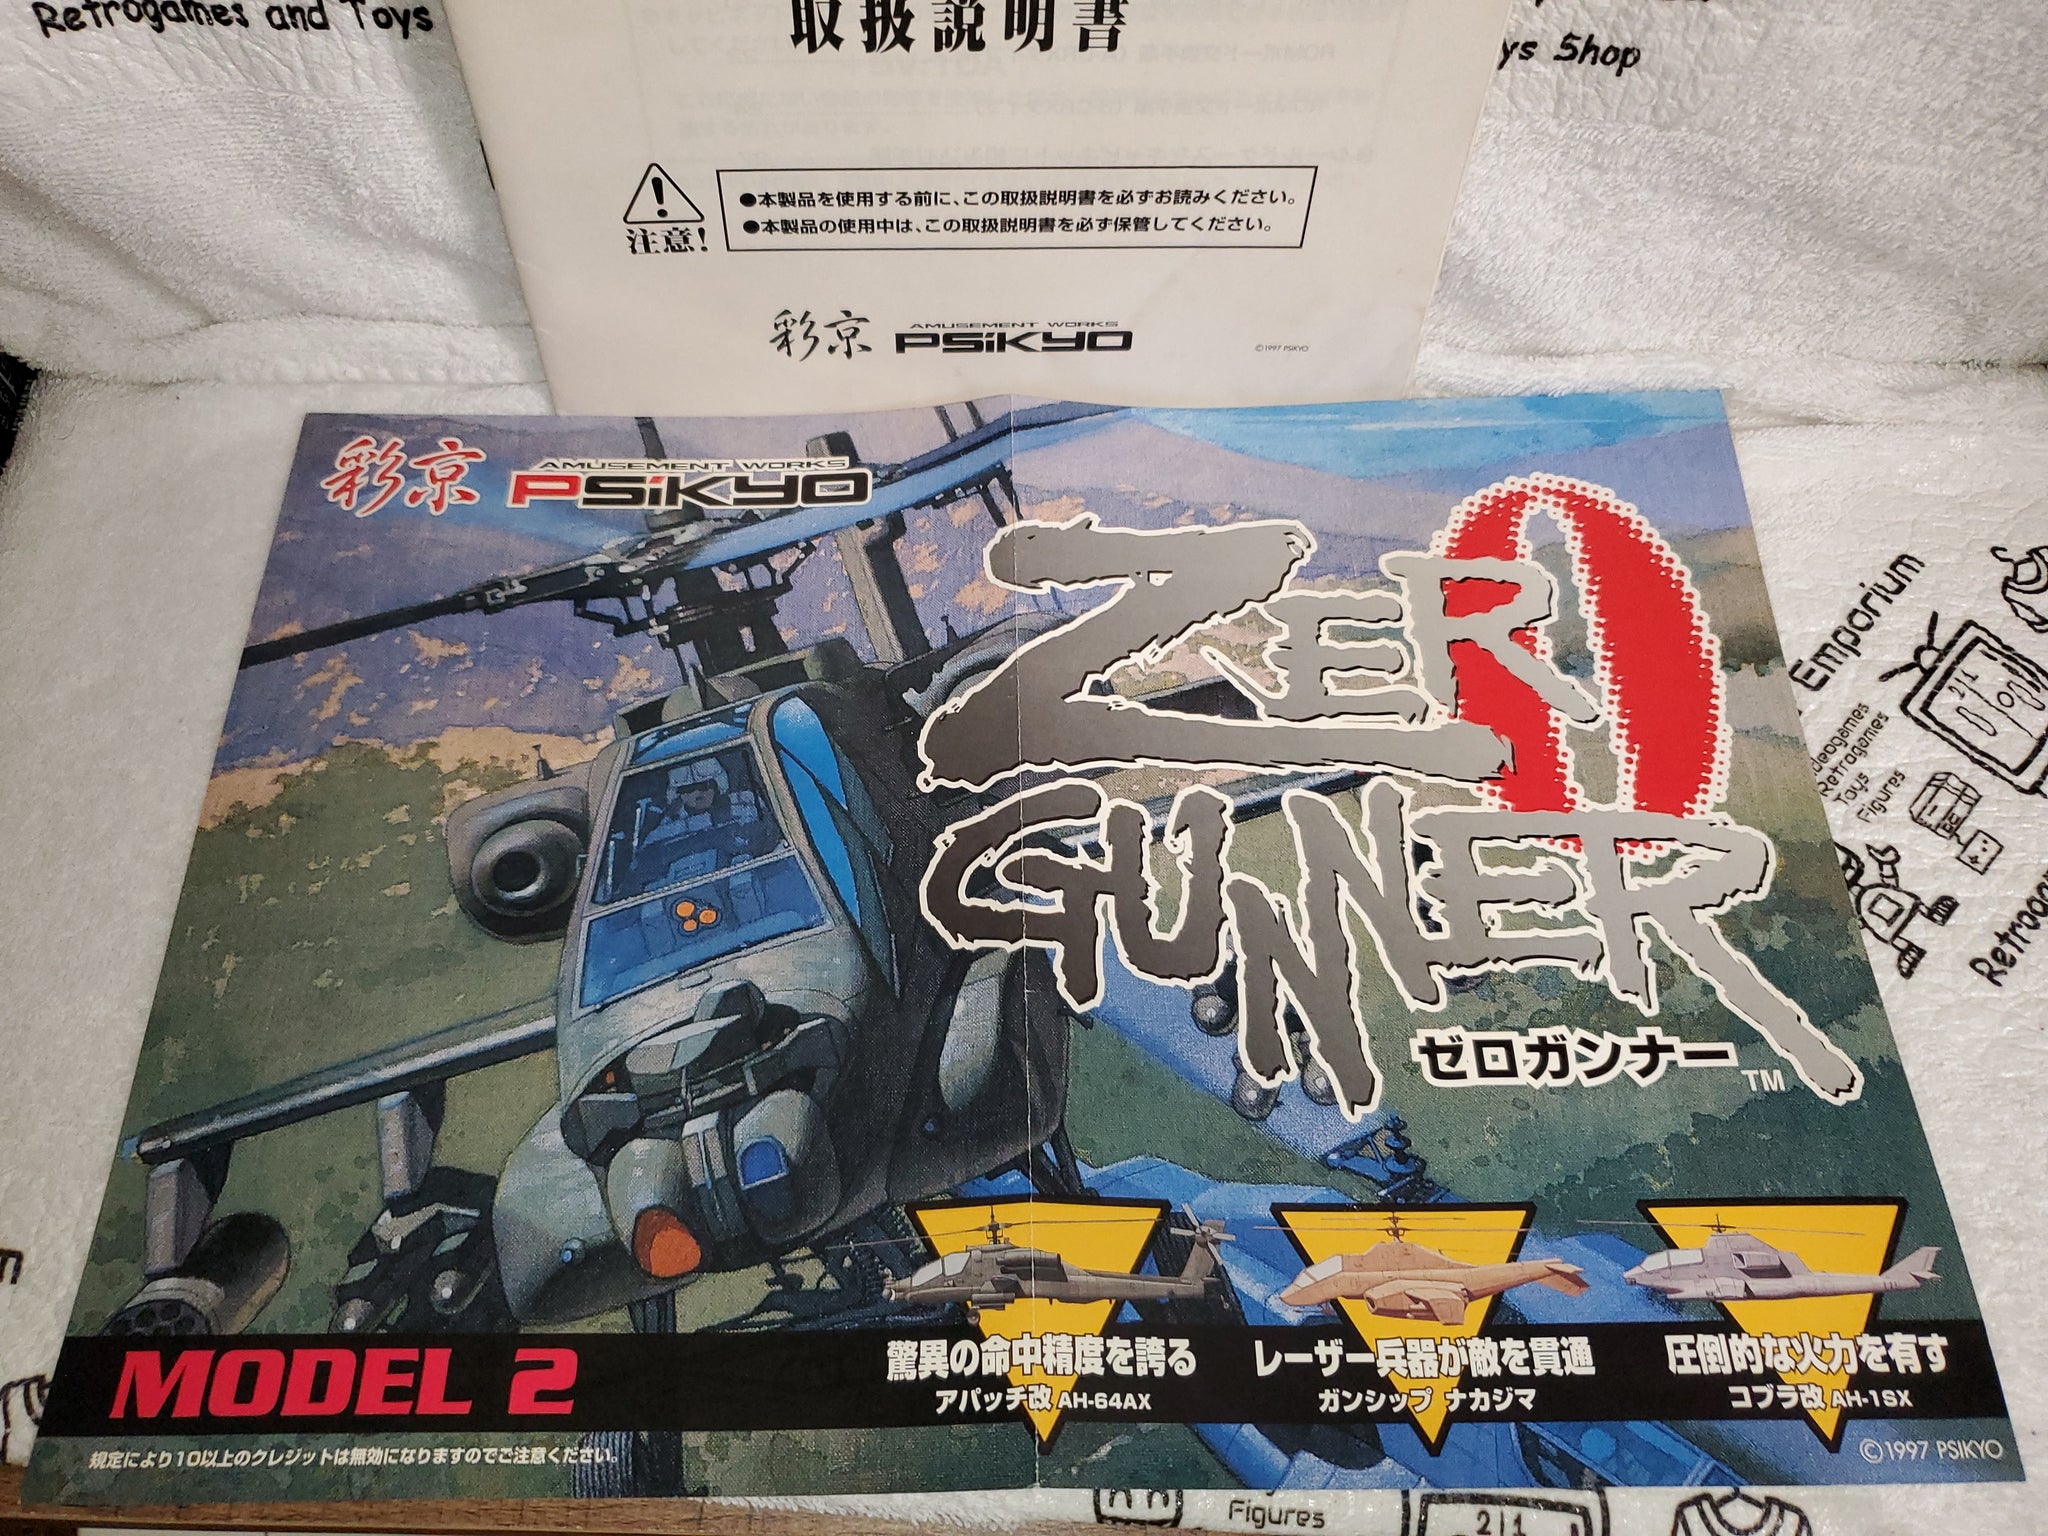 Retrogames and Toys
ys Shop
取扱説明書
注意!
●本製品を使用する前に、この取扱説明書を必ずお読みください。
●本製品の使用中は、この取扱説明書を必ず保管してください。
彩京 AMUSEMENT WORKS PSiKYO
©1997 PSIKYO
彩京 AMUSEMENT WORKS PSiKYO
ZERO
GUNNER
ゼロガンナー TM
Emporium
Retrogames
Toys
Figures
MODEL 2
驚異の命中精度を誇る
アパッチ改 AH-64AX
レーザー兵器が敵を貫通
ガンシップ ナカジマ
圧倒的な火力を有す
コブラ改 AH-1SX
規定により10以上のクレジットは無効になりますのでご注意ください。
©1997 PSIKYO
Figures